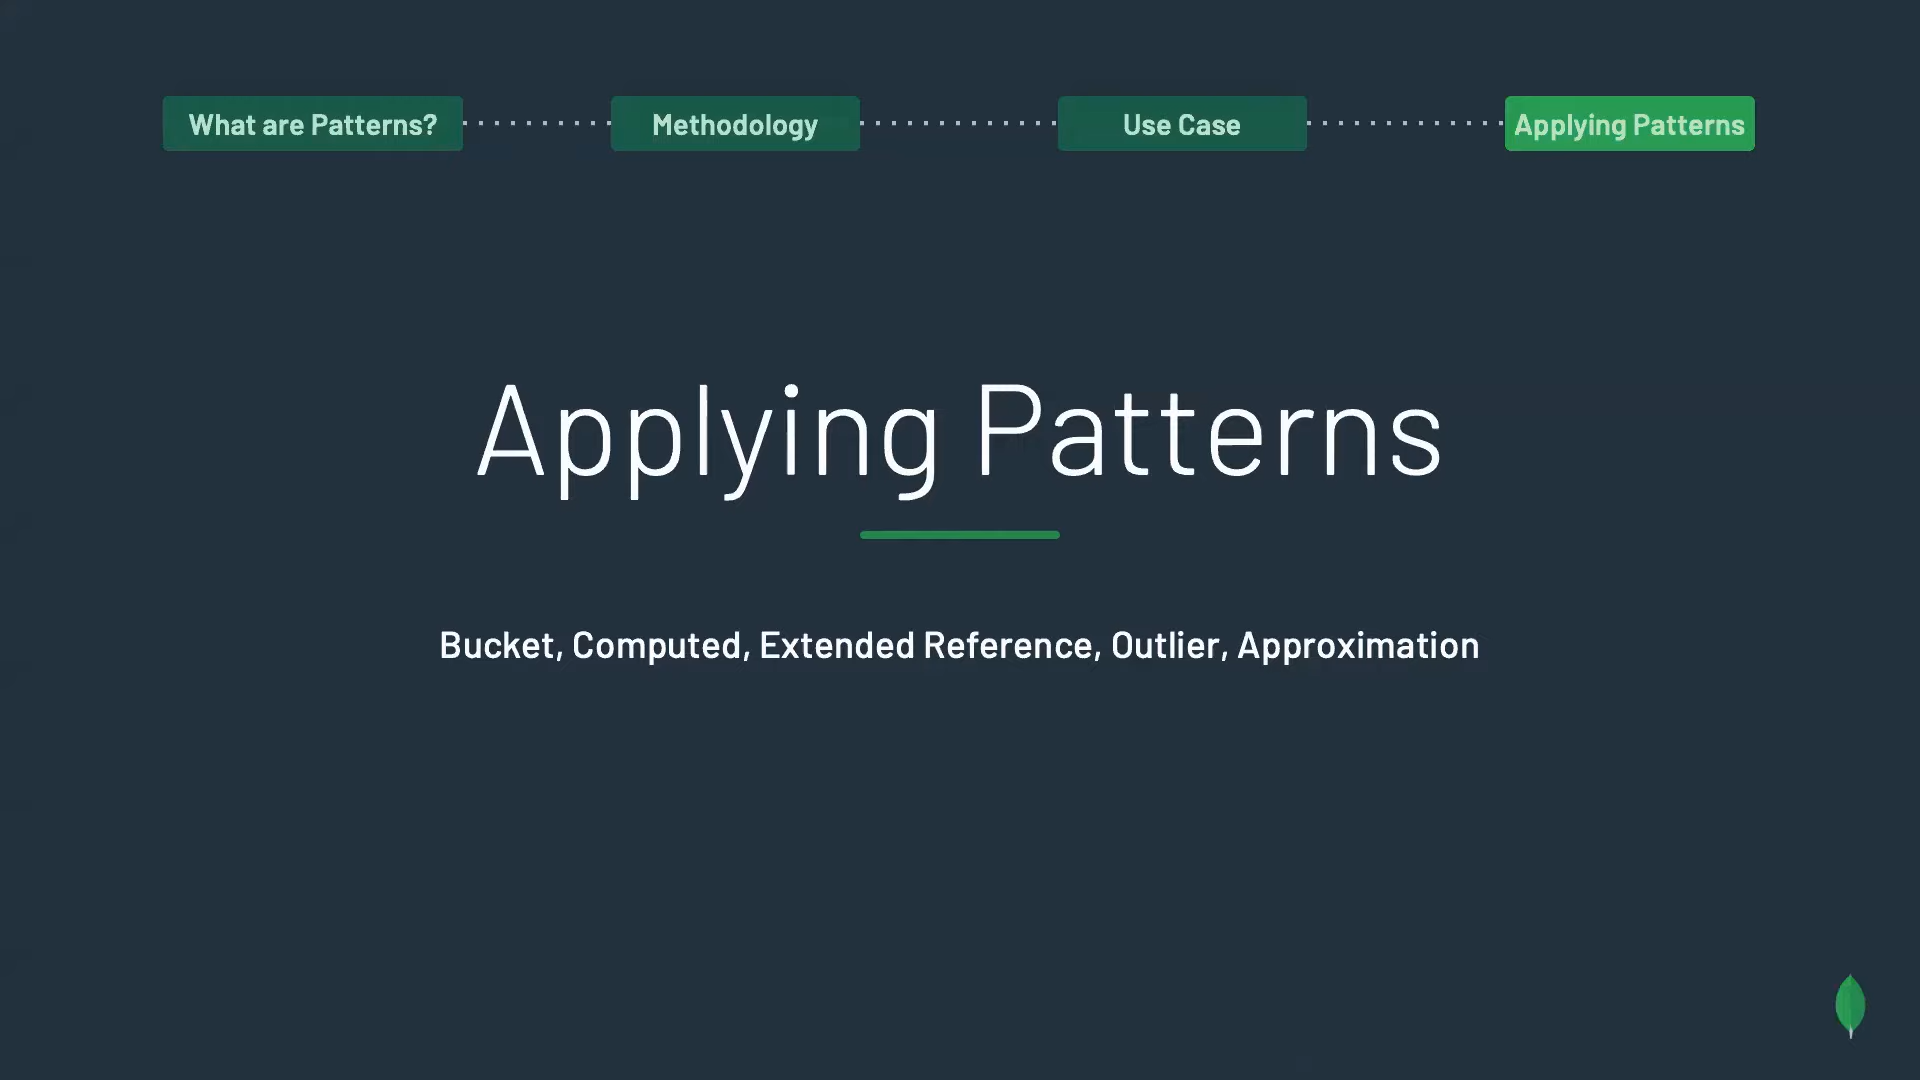 What are Patterns? Methodology Use Case Applying Patterns
Applying Patterns
Bucket, Computed, Extended Reference, Outlier, Approximation